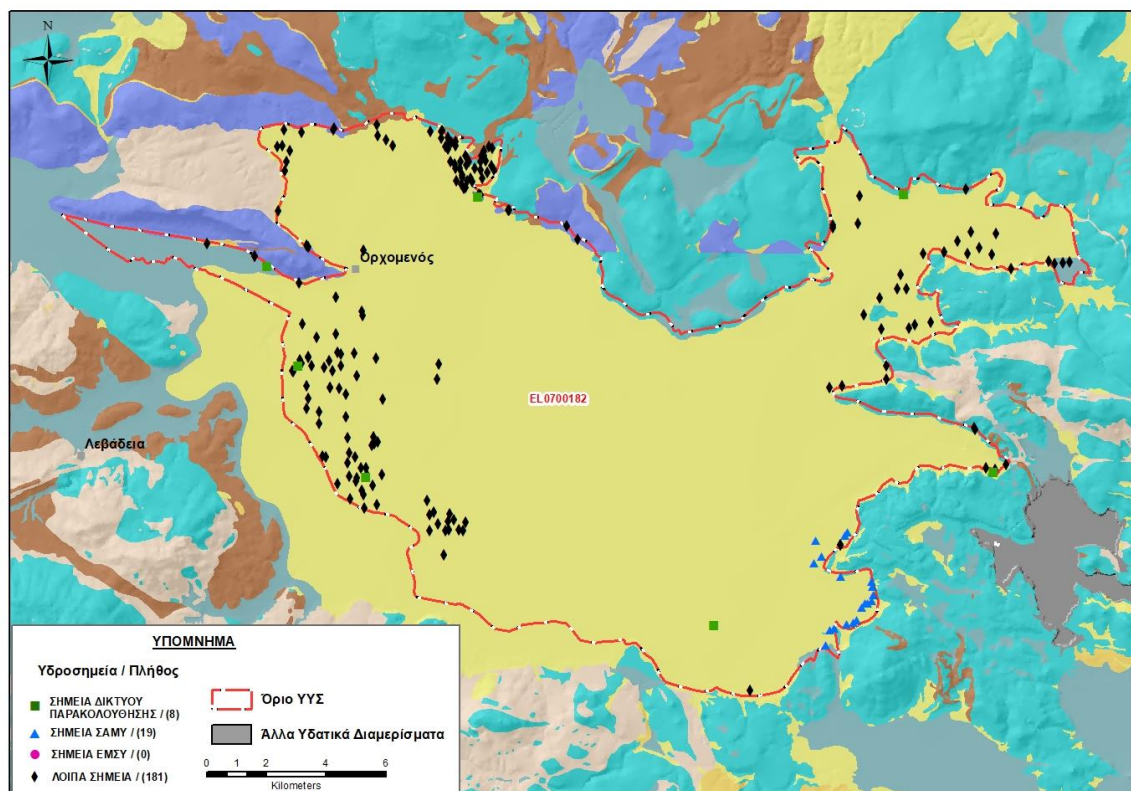 N
Ορχομενός
EL0700182
Λεβάδεια
ΥΠΟΜΝΗΜΑ
Υδροσημεία / Πλήθος
ΣΗΜΕΙΑ ΔΙΚΤΥΟΥ
ΠΑΡΑΚΟΛΟΥΘΗΣΗΣ / (8)
ΣΗΜΕΙΑ ΣΑΜΥ / (19)
ΣΗΜΕΙΑ ΕΜΣΥ / (0)
ΛΟΙΠΑ ΣΗΜΕΙΑ / (181)
Όριο ΥΥΣ
Άλλα Υδατικά Διαμερίσματα
0 1 2 4 6
Kilometers